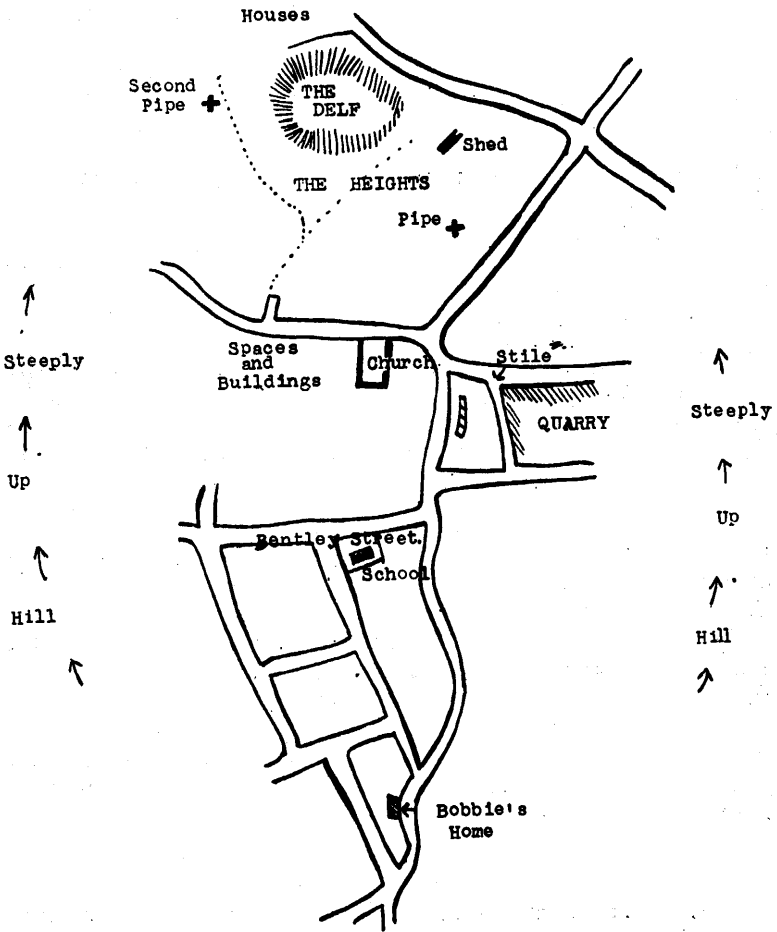 Houses
Second
Pipe
THE
DELF
Shed
THE HEIGHTS
Pipe
Steeply
Spaces
and
Buildings
Church
Stile
Steeply
QUARRY
Up
Up
Bentley Street.
School
Hill
Hill
Bobbie's
Home